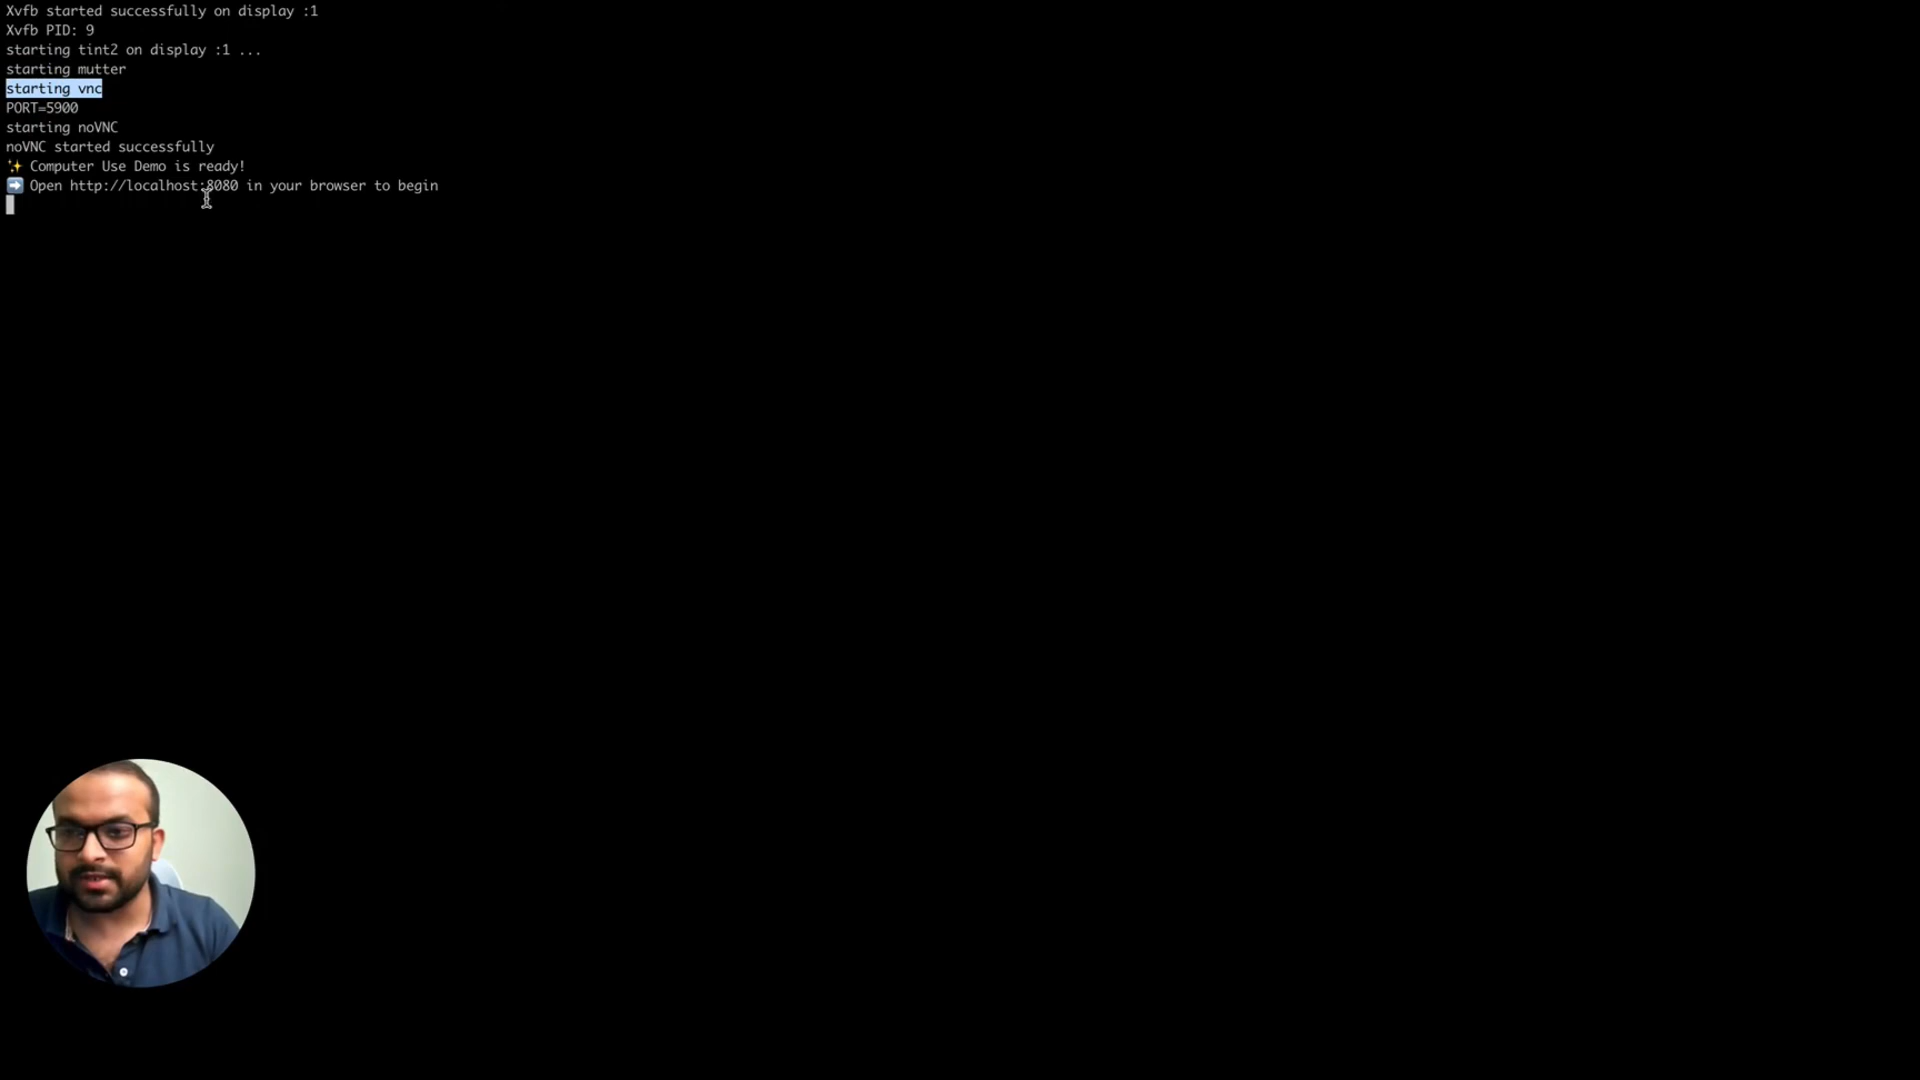 Xvfb started successfully on display :1
Xvfb PID: 9
starting tint2 on display :1 ...
starting mutter
starting vnc
PORT=5900
starting noVNC
noVNC started successfully
✨ Computer Use Demo is ready!
➡️ Open http://localhost:8080 in your browser to begin